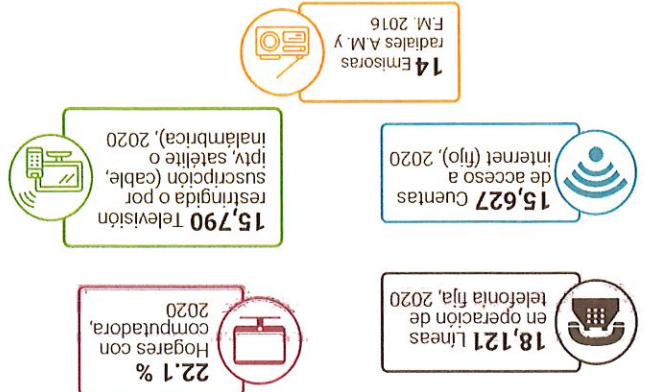 18,121 Líneas
en operación de
telefonía fija, 2020
22.1 %
Hogares con
computadora,
2020
15,627 Cuentas
de acceso a
internet (fijo), 2020
15,790 Televisión
restringida o por
suscripción (cable,
iptv, satélite o
inalámbrica), 2020
14 Emisoras
radiales A.M. y
F.M. 2016